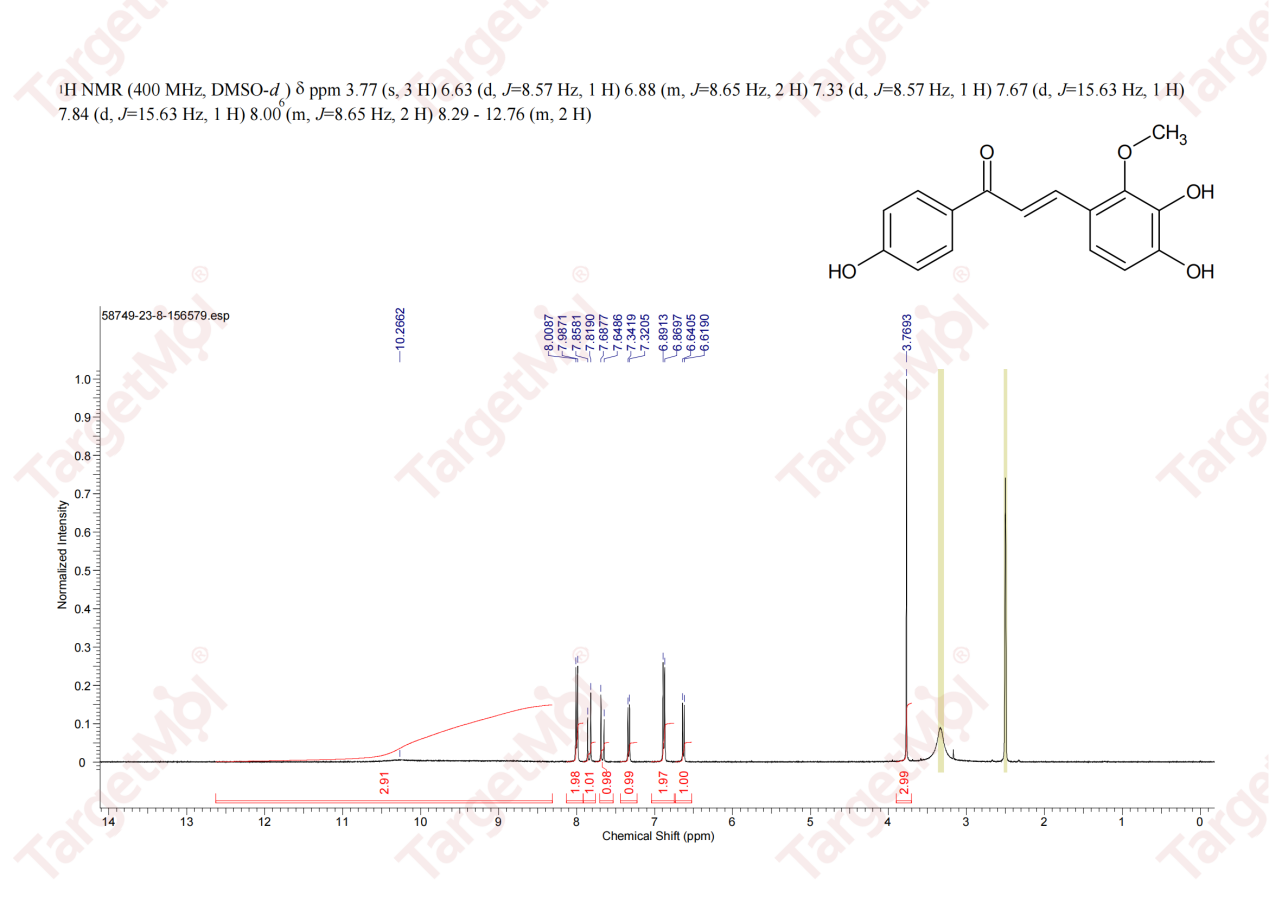 ¹H NMR (400 MHz, DMSO-d₆) δ ppm 3.77 (s, 3 H) 6.63 (d, J=8.57 Hz, 1 H) 6.88 (m, J=8.65 Hz, 2 H) 7.33 (d, J=8.57 Hz, 1 H) 7.67 (d, J=15.63 Hz, 1 H)
7.84 (d, J=15.63 Hz, 1 H) 8.00 (m, J=8.65 Hz, 2 H) 8.29 - 12.76 (m, 2 H)
CH₃
O
O
OH
HO
OH
58749-23-8-156579.esp
10.2662
8.0087
7.9871
7.8581
7.8190
7.6877
7.6486
7.3419
7.3205
6.8913
6.8697
6.6405
6.6190
3.7693
Normalized Intensity
1.0
0.9
0.8
0.7
0.6
0.5
0.4
0.3
0.2
0.1
0
2.91
1.98
1.01
0.98
0.99
1.97
1.00
2.99
14 13 12 11 10 9 8 7 6 5 4 3 2 1 0
Chemical Shift (ppm)
TargetMol®